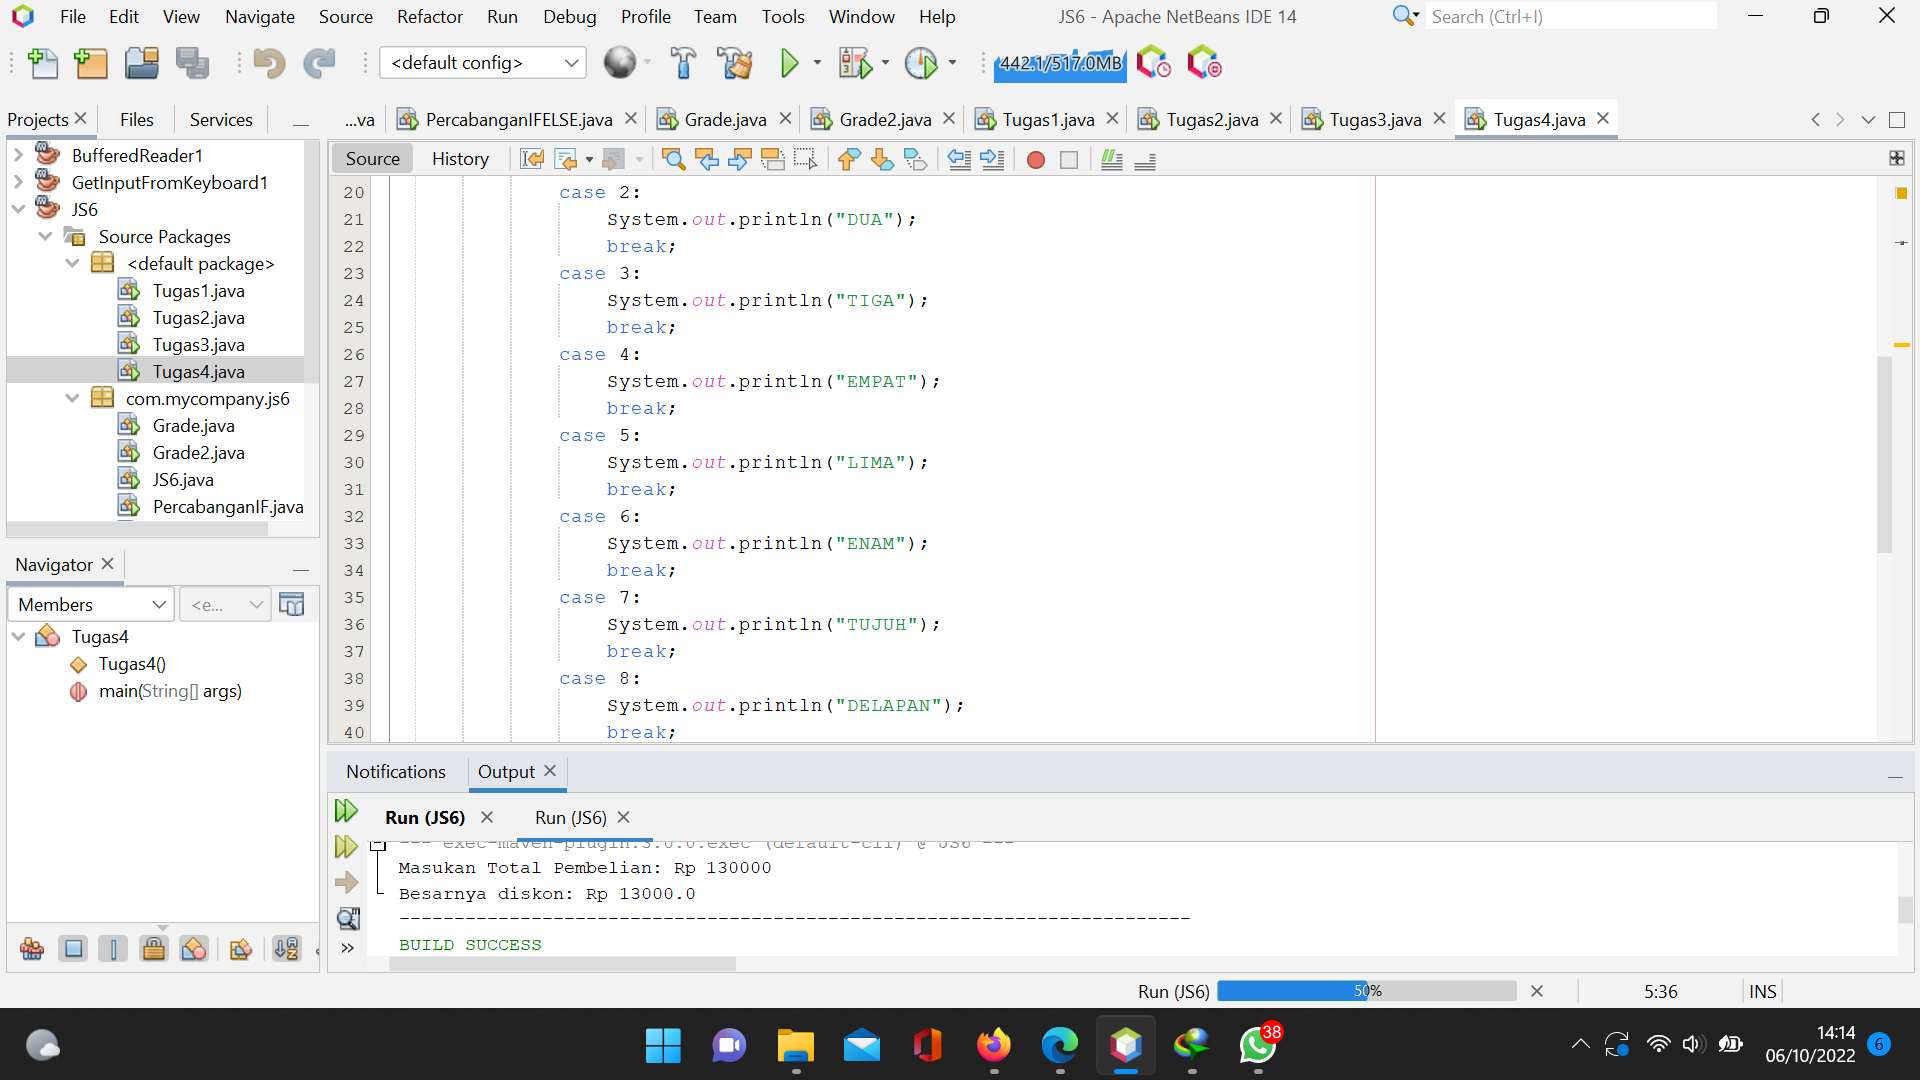 File Edit View Navigate Source Refactor Run Debug Profile Team Tools Window Help
JS6 - Apache NetBeans IDE 14
Search (Ctrl+I)
<default config>
442.1/517.0MB
Projects Files Services
...va PercabanganIFELSE.java Grade.java Grade2.java Tugas1.java Tugas2.java Tugas3.java Tugas4.java
Source History
BufferedReader1
GetInputFromKeyboard1
JS6
Source Packages
<default package>
Tugas1.java
Tugas2.java
Tugas3.java
Tugas4.java
com.mycompany.js6
Grade.java
Grade2.java
JS6.java
PercabanganIF.java
20 case 2:
21 System.out.println("DUA");
22 break;
23 case 3:
24 System.out.println("TIGA");
25 break;
26 case 4:
27 System.out.println("EMPAT");
28 break;
29 case 5:
30 System.out.println("LIMA");
31 break;
32 case 6:
33 System.out.println("ENAM");
34 break;
35 case 7:
36 System.out.println("TUJUH");
37 break;
38 case 8:
39 System.out.println("DELAPAN");
40 break;
Navigator
Members <e...
Tugas4
Tugas4()
main(String[] args)
Notifications Output
Run (JS6) Run (JS6)
--- exec-maven-plugin:3.0.0:exec (default-cli) @ JS6 ---
Masukan Total Pembelian: Rp 130000
Besarnya diskon: Rp 13000.0
------------------------------------------------------------------------
BUILD SUCCESS
Run (JS6) 50% 5:36 INS
38
14:14
06/10/2022
6